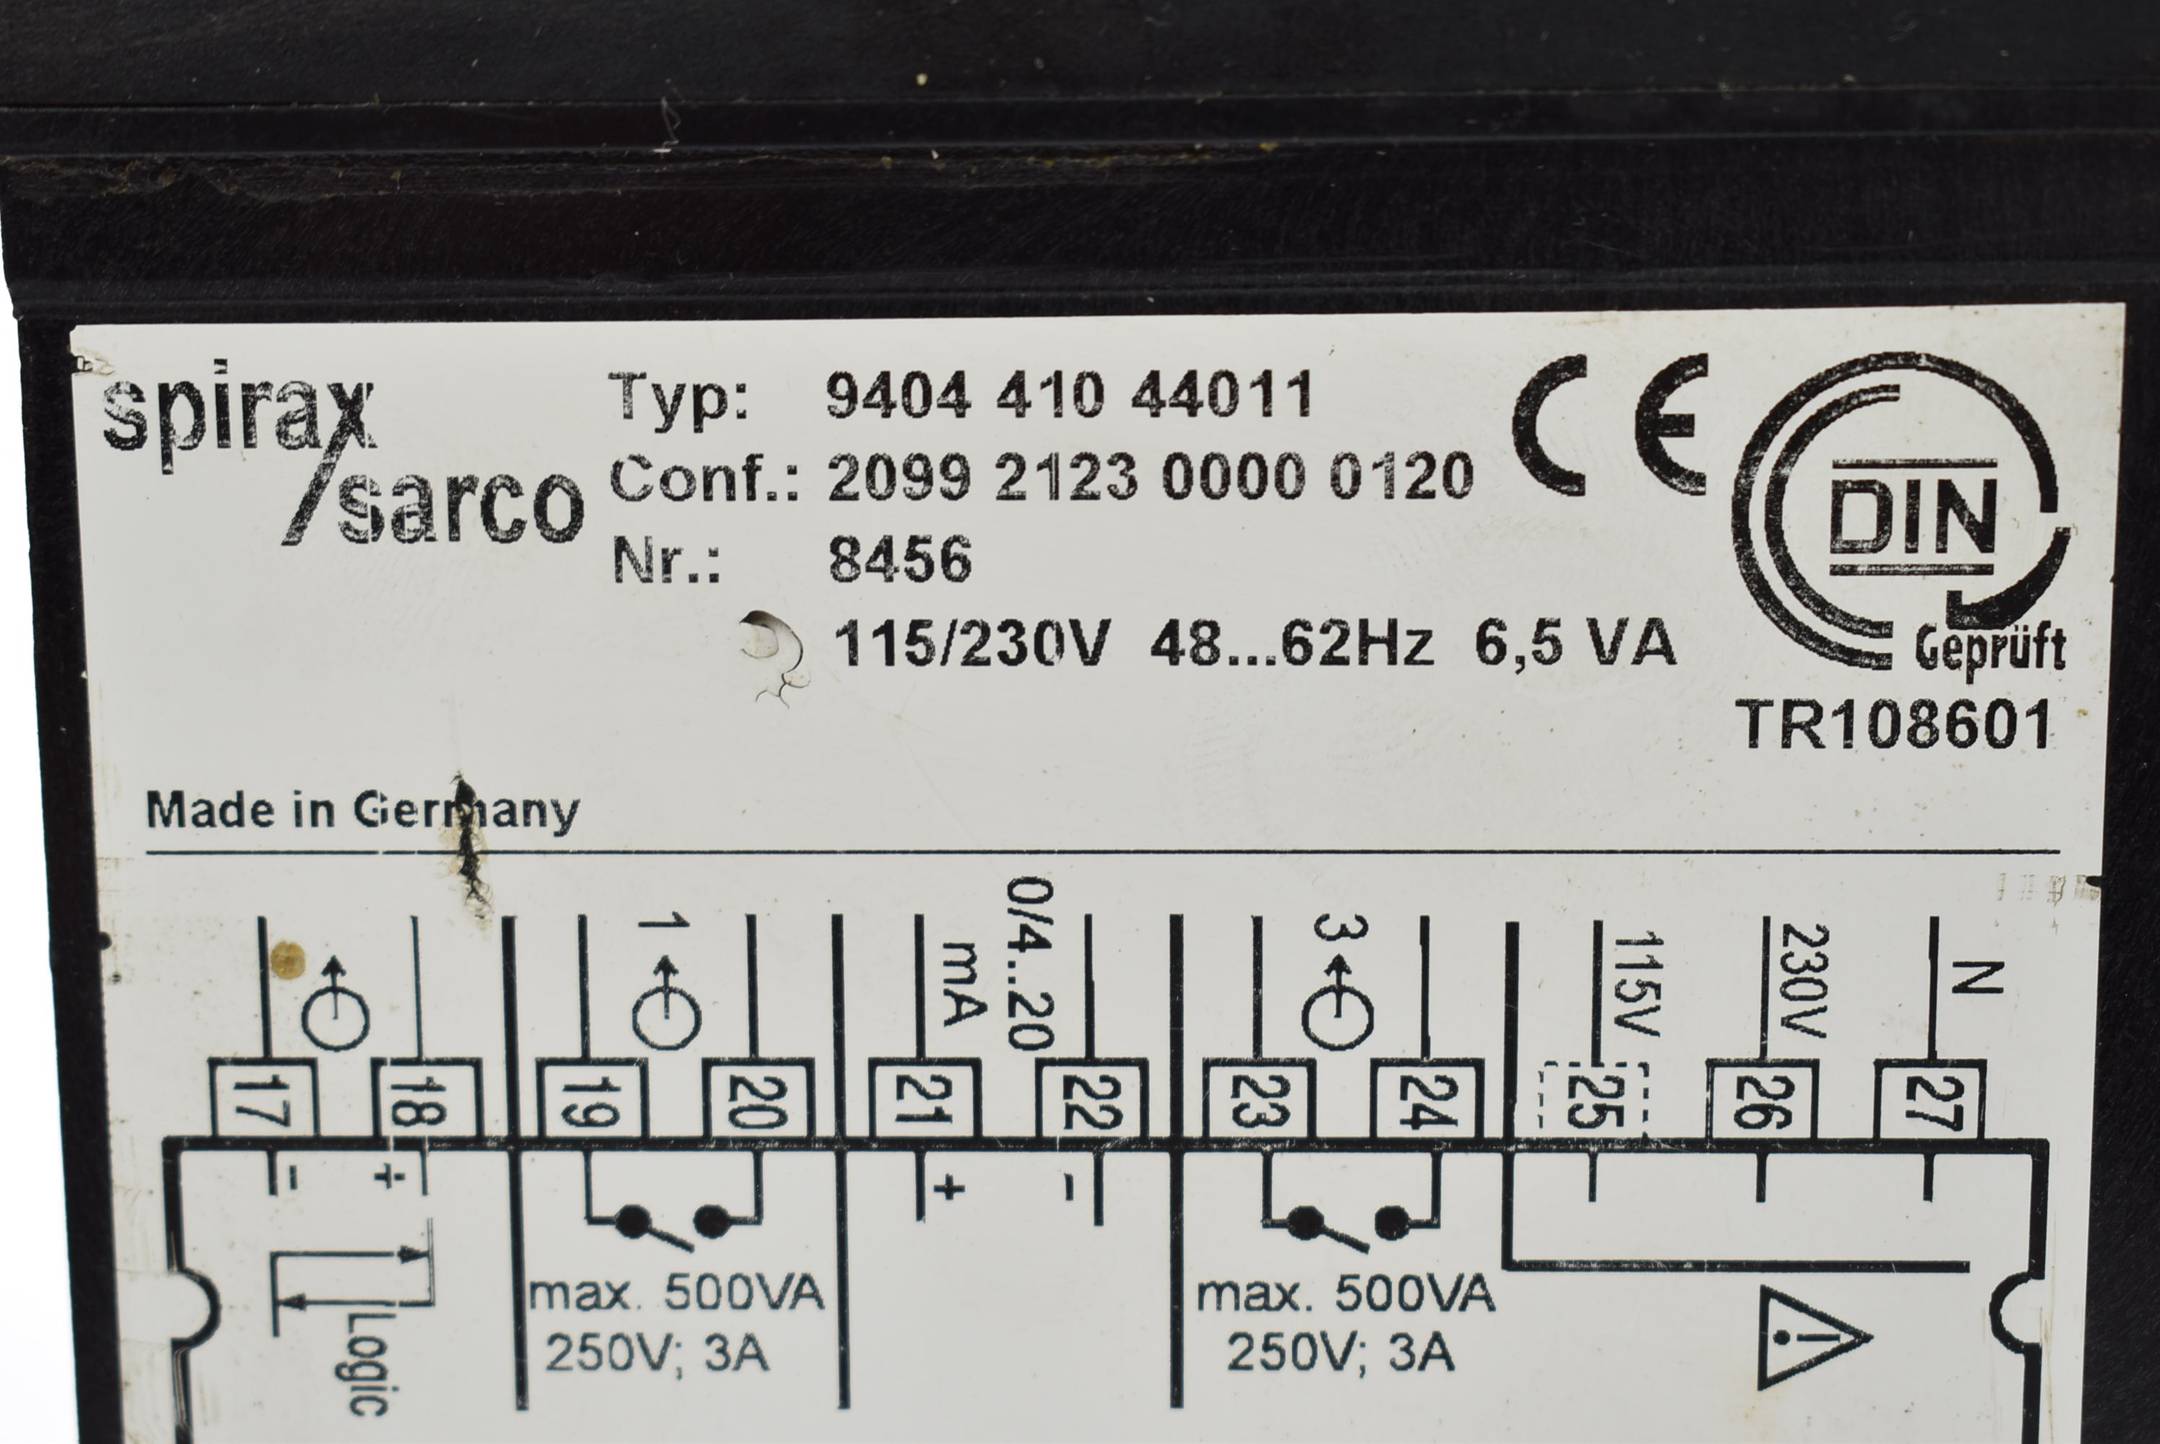 spirax
/sarco
Typ: 9404 410 44011
Conf.: 2099 2123 0000 0120
Nr.: 8456
115/230V 48...62Hz 6,5 VA
CE
DIN
Geprüft
TR108601
Made in Germany
1
mA
0/4..20
3
115V
230V
N
17 18 19 20 21 22 23 24 25 26 27
- + + -
Logic
max. 500VA
250V; 3A
max. 500VA
250V; 3A
!